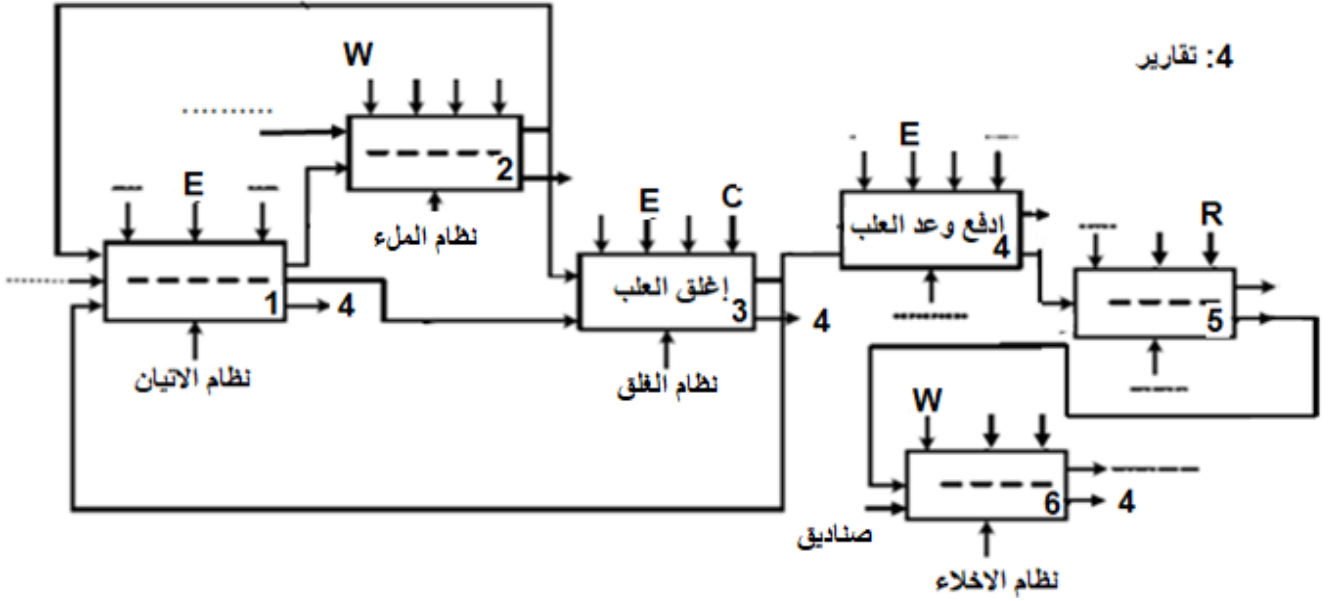 4: تقارير
W
2
نظام الملء
E
1
4
نظام الاتيان
E C
إغلق العلب
3
4
نظام الغلق
E
ادفع وعد العلب
4
R
5
W
6
4
صناديق
نظام الاخلاء